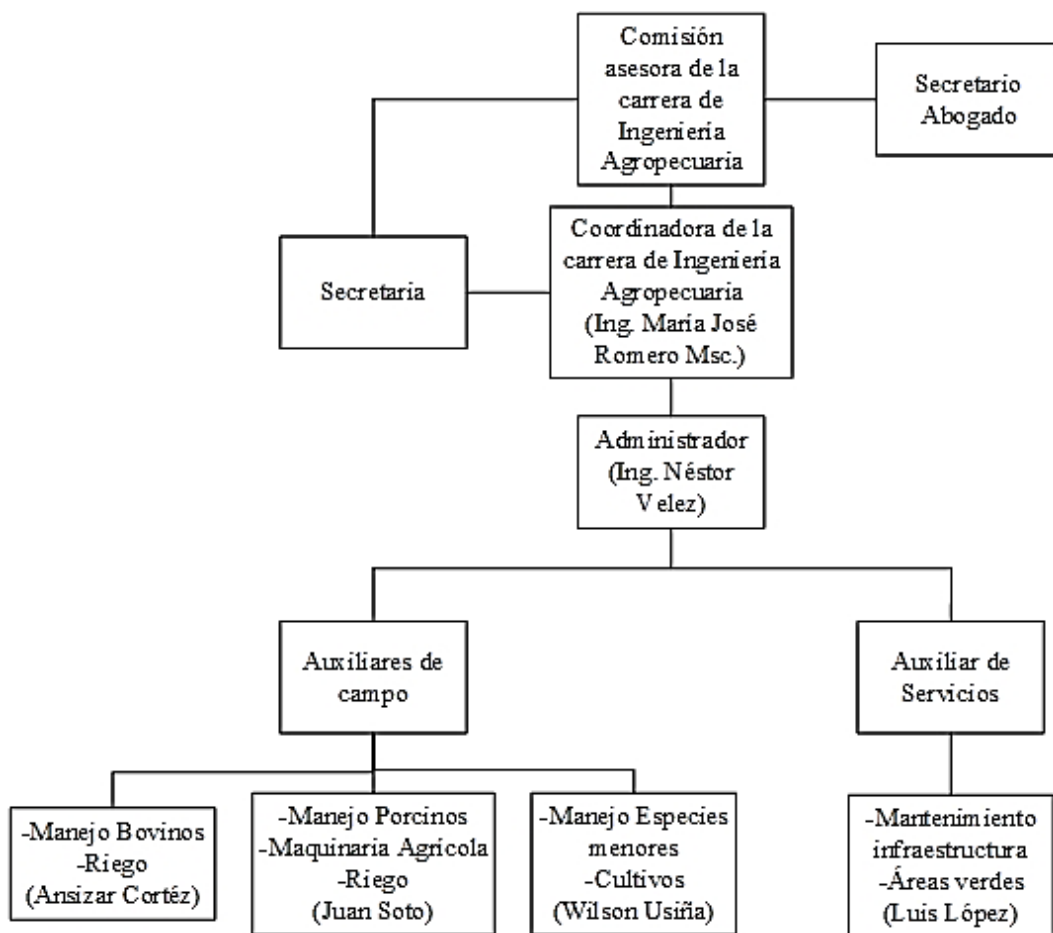 Comisión
asesora de la
carrera de
Ingeniería
Agropecuaria
Secretario
Abogado
Secretaria
Coordinadora de la
carrera de Ingeniería
Agropecuaria
(Ing. María José
Romero Msc.)
Administrador
(Ing. Néstor
Velez)
Auxiliares de
campo
Auxiliar de
Servicios
-Manejo Bovinos
-Riego
(Ansizar Cortéz)
-Manejo Porcinos
-Maquinaria Agrícola
-Riego
(Juan Soto)
-Manejo Especies
menores
-Cultivos
(Wilson Usiña)
-Mantenimiento
infraestructura
-Áreas verdes
(Luis López)